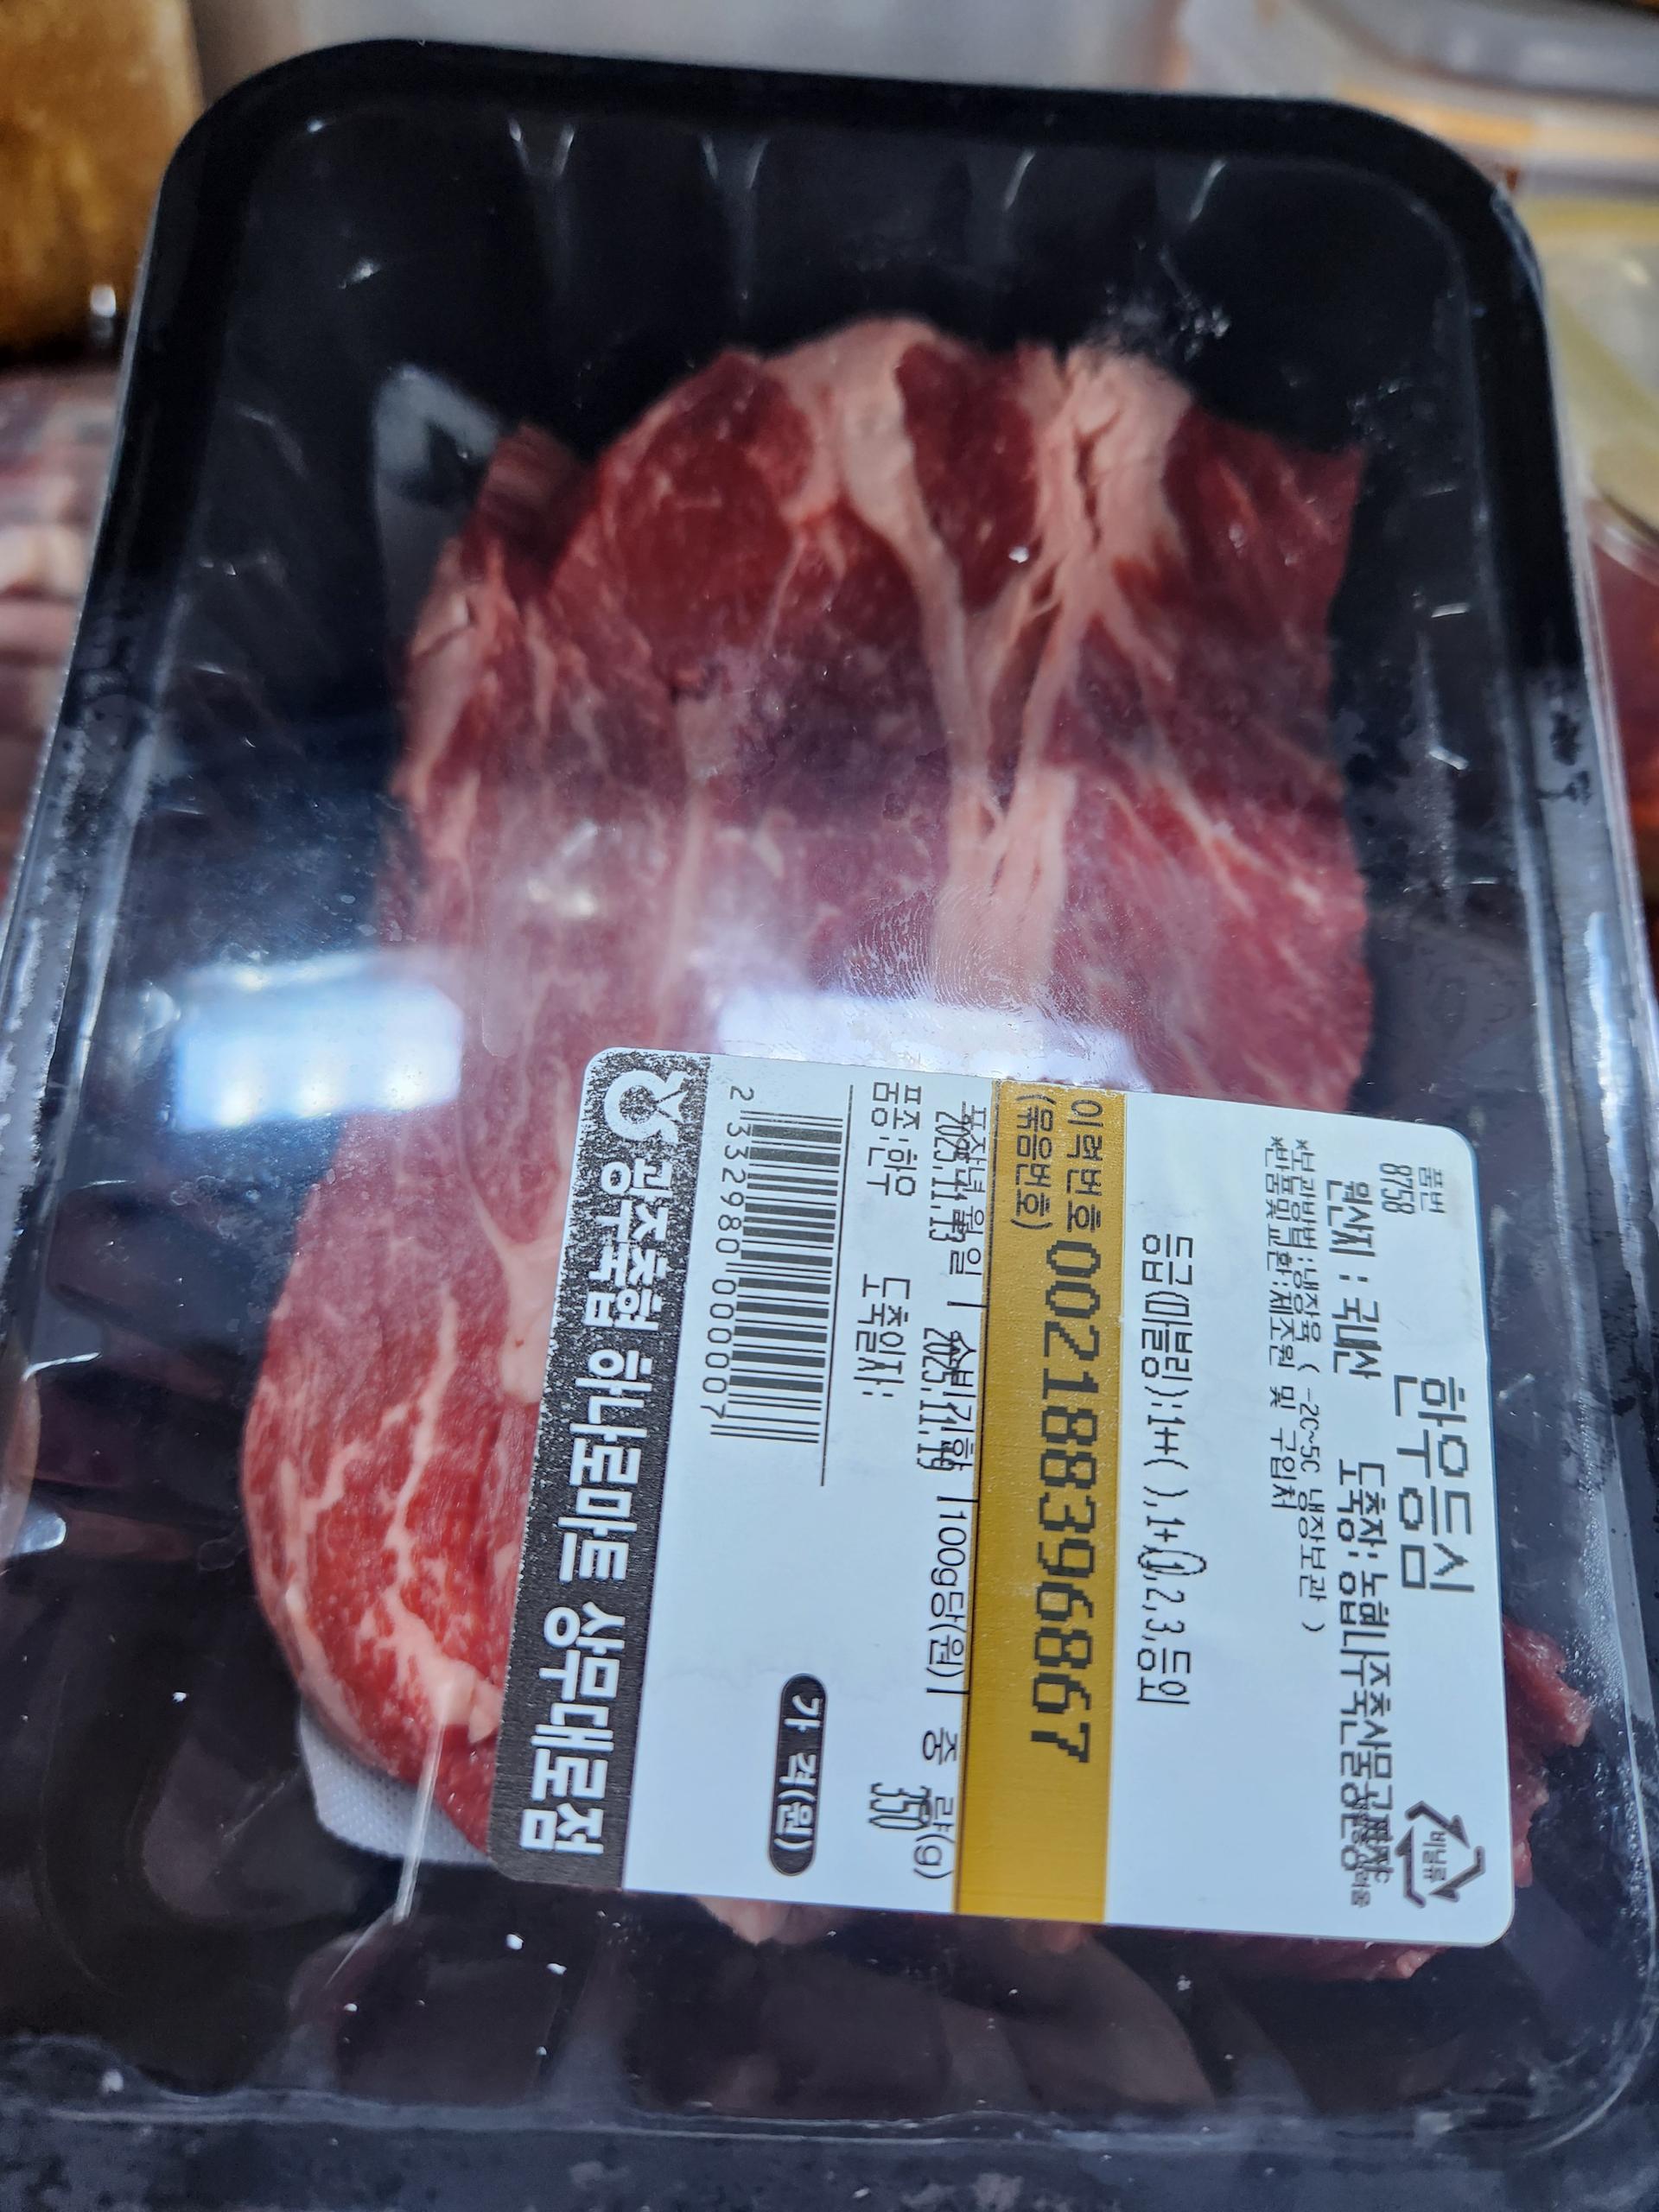 품번
8758
한우등심
원산지 : 국내산
도축장: 농협나주축산물공판장
비닐류
*보관방법:냉장육 ( -2C~5C 냉장보관 )
*반품및교환:제조원 및 구입처
등급(마블링):1++( ),1+,1,2,3,등외
이력번호
(묶음번호)
002188396867
포장년월일
2025.11.13
소비기한
2025.11.19
100g당(원)
중 량(g)
350
품종:한우
도축일자:
2 332980 000007
가 격(원)
광주축협 하나로마트 상무대로점